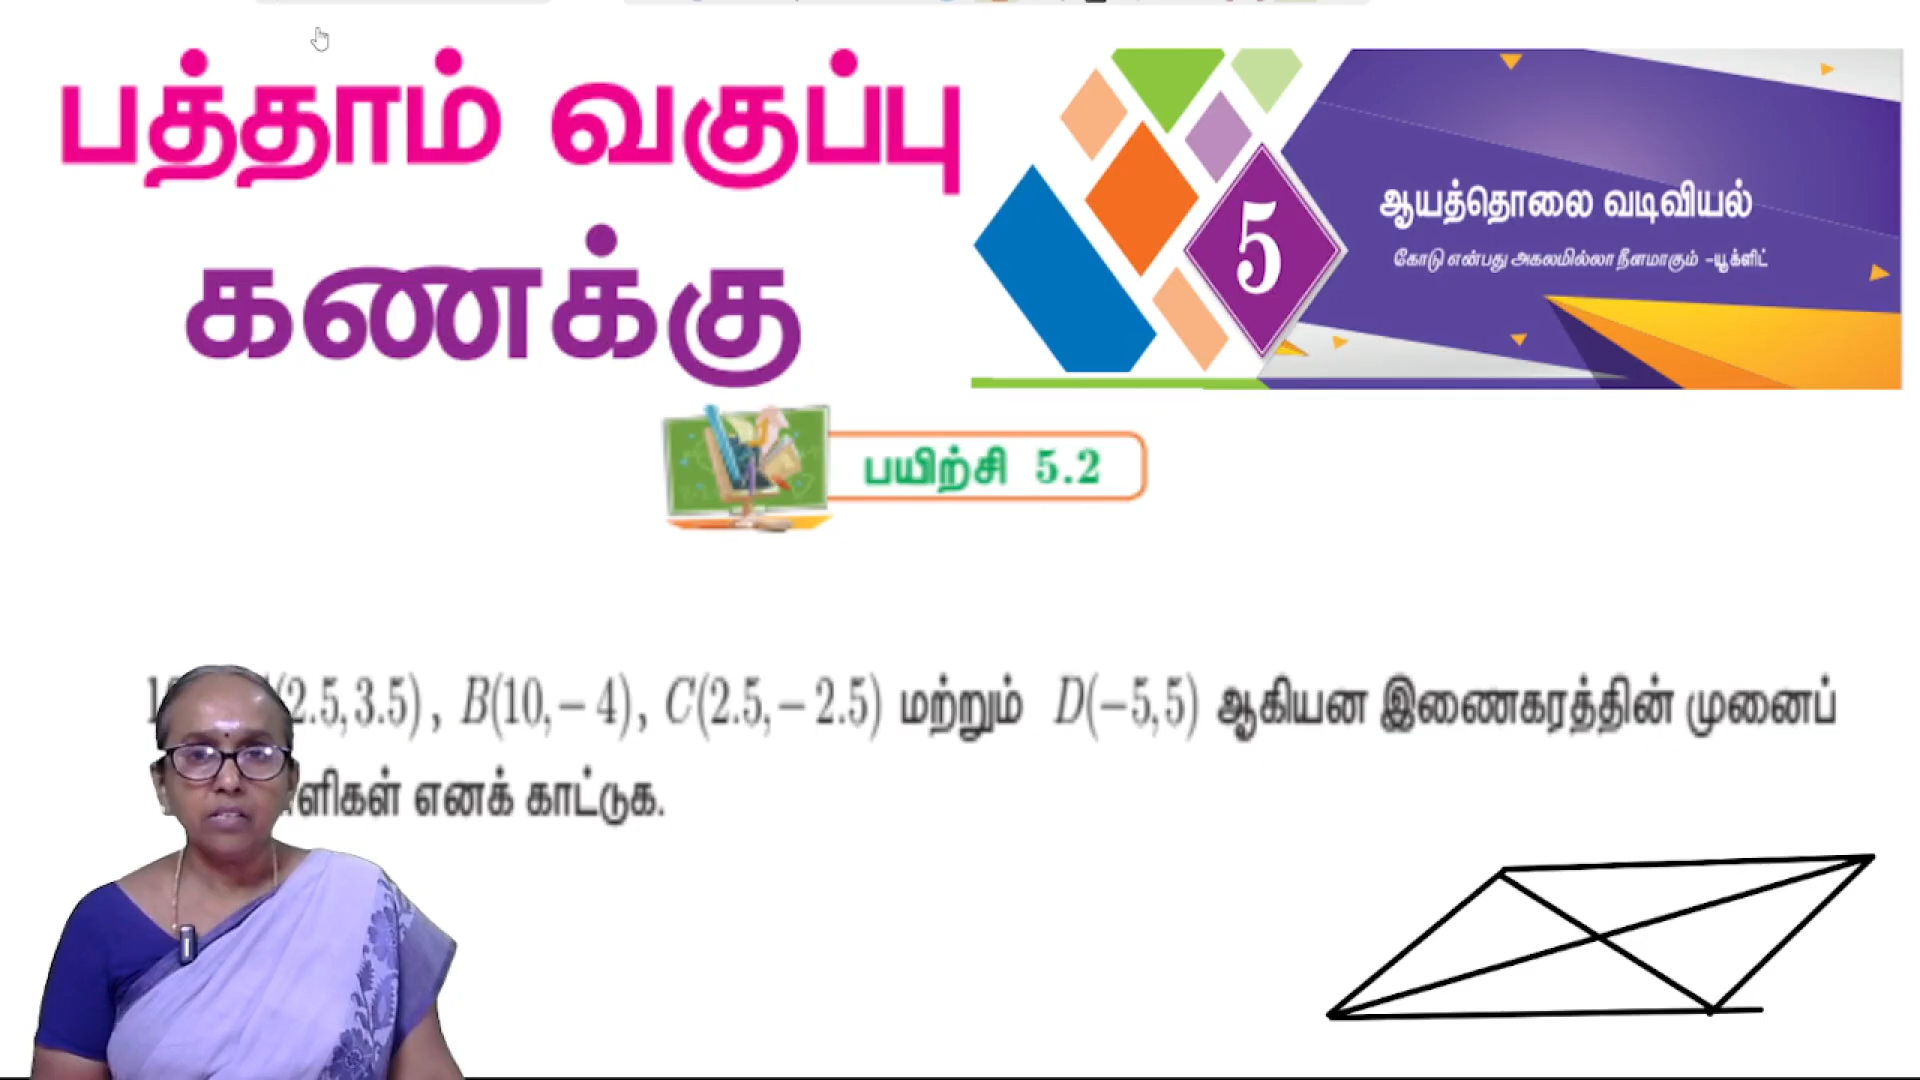 பத்தாம் வகுப்பு
கணக்கு
5
ஆயத்தொலை வடிவியல்
கோடு என்பது அகலமில்லா நீளமாகும் -யூக்ளிட்
பயிற்சி 5.2
(2.5,3.5), B(10,−4), C(2.5,−2.5) மற்றும் D(−5,5) ஆகியன இணைகரத்தின் முனைப்
எனக் காட்டுக.